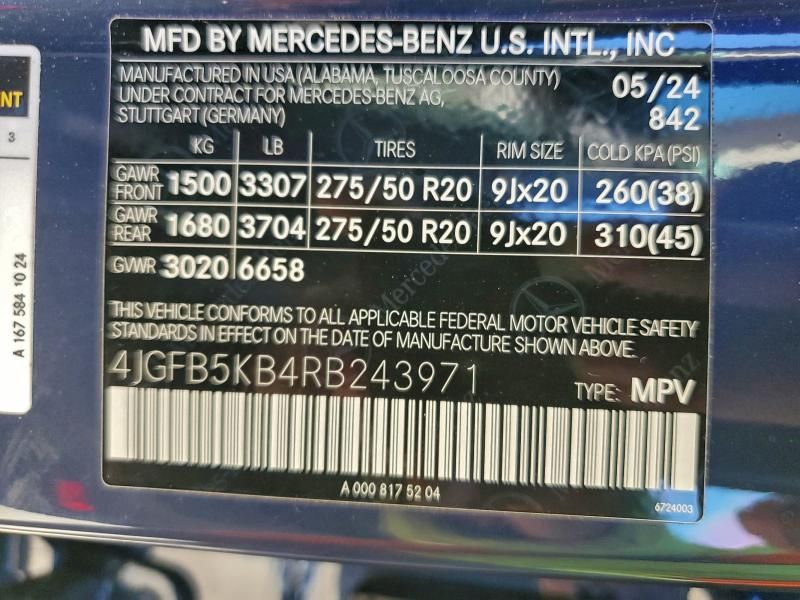 MFD BY MERCEDES-BENZ U.S. INTL., INC
MANUFACTURED IN USA (ALABAMA, TUSCALOOSA COUNTY) 05/24
UNDER CONTRACT FOR MERCEDES-BENZ AG,
STUTTGART (GERMANY) 842
KG LB TIRES RIM SIZE COLD KPA (PSI)
GAWR FRONT 1500 3307 275/50 R20 9Jx20 260(38)
GAWR REAR 1680 3704 275/50 R20 9Jx20 310(45)
GVWR 3020 6658
THIS VEHICLE CONFORMS TO ALL APPLICABLE FEDERAL MOTOR VEHICLE SAFETY
STANDARDS IN EFFECT ON THE DATE OF MANUFACTURE SHOWN ABOVE.
4JGFB5KB4RB243971 TYPE: MPV
A 000 817 52 04
6724003
3
A 167 584 10 24